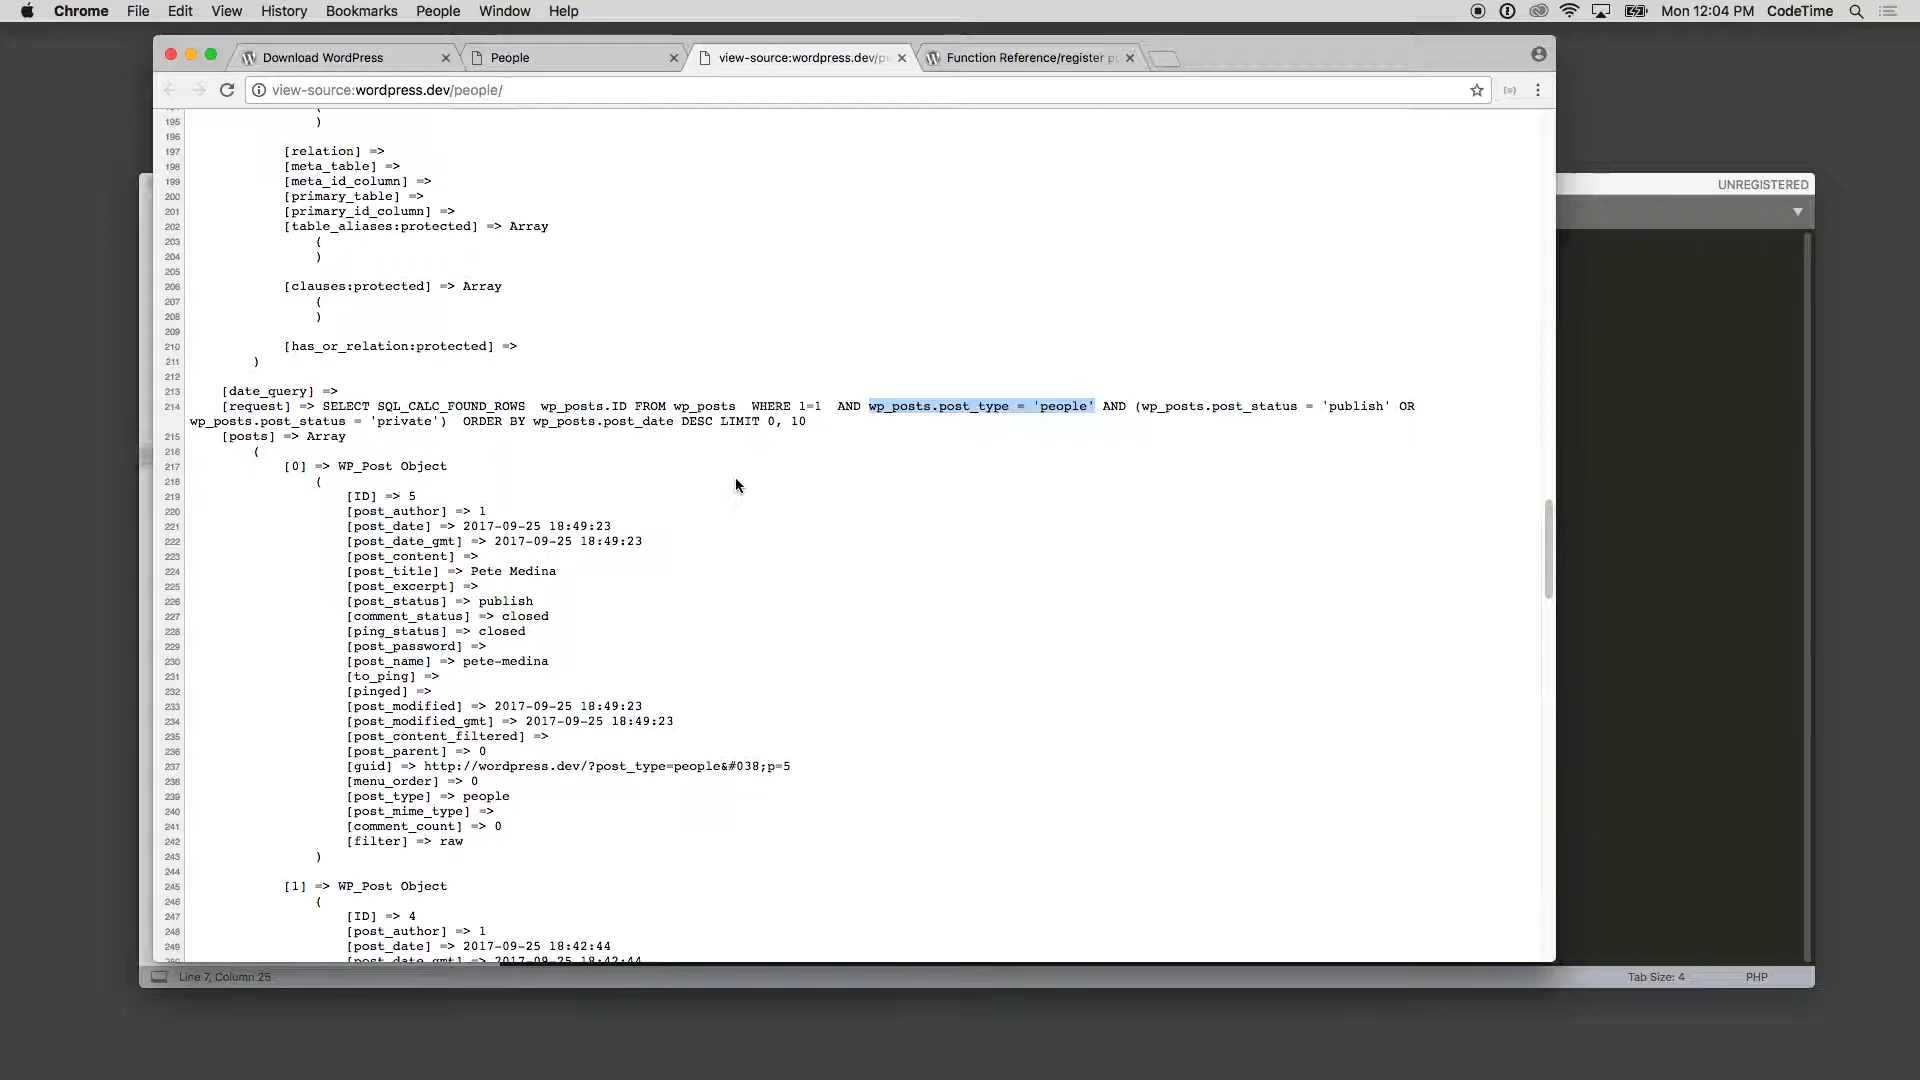 Chrome File Edit View History Bookmarks People Window Help Mon 12:04 PM CodeTime
Download WordPress People view-source:wordpress.dev/pe Function Reference/register po
view-source:wordpress.dev/people/
UNREGISTERED
195 )
196
197 [relation] =>
198 [meta_table] =>
199 [meta_id_column] =>
200 [primary_table] =>
201 [primary_id_column] =>
202 [table_aliases:protected] => Array
203 (
204 )
205
206 [clauses:protected] => Array
207 (
208 )
209
210 [has_or_relation:protected] =>
211 )
212
213 [date_query] =>
214 [request] => SELECT SQL_CALC_FOUND_ROWS wp_posts.ID FROM wp_posts WHERE 1=1 AND wp_posts.post_type = 'people' AND (wp_posts.post_status = 'publish' OR
wp_posts.post_status = 'private') ORDER BY wp_posts.post_date DESC LIMIT 0, 10
215 [posts] => Array
216 (
217 [0] => WP_Post Object
218 (
219 [ID] => 5
220 [post_author] => 1
221 [post_date] => 2017-09-25 18:49:23
222 [post_date_gmt] => 2017-09-25 18:49:23
223 [post_content] =>
224 [post_title] => Pete Medina
225 [post_excerpt] =>
226 [post_status] => publish
227 [comment_status] => closed
228 [ping_status] => closed
229 [post_password] =>
230 [post_name] => pete-medina
231 [to_ping] =>
232 [pinged] =>
233 [post_modified] => 2017-09-25 18:49:23
234 [post_modified_gmt] => 2017-09-25 18:49:23
235 [post_content_filtered] =>
236 [post_parent] => 0
237 [guid] => http://wordpress.dev/?post_type=people&#038;p=5
238 [menu_order] => 0
239 [post_type] => people
240 [post_mime_type] =>
241 [comment_count] => 0
242 [filter] => raw
243 )
244
245 [1] => WP_Post Object
246 (
247 [ID] => 4
248 [post_author] => 1
249 [post_date] => 2017-09-25 18:42:44
[post_date_gmt] => 2017-09-25 18:42:44
Line 7, Column 25 Tab Size: 4 PHP